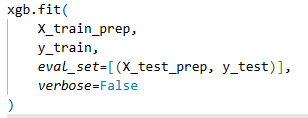 xgb.fit(
    X_train_prep,
    y_train,
    eval_set=[(X_test_prep, y_test)],
    verbose=False
)